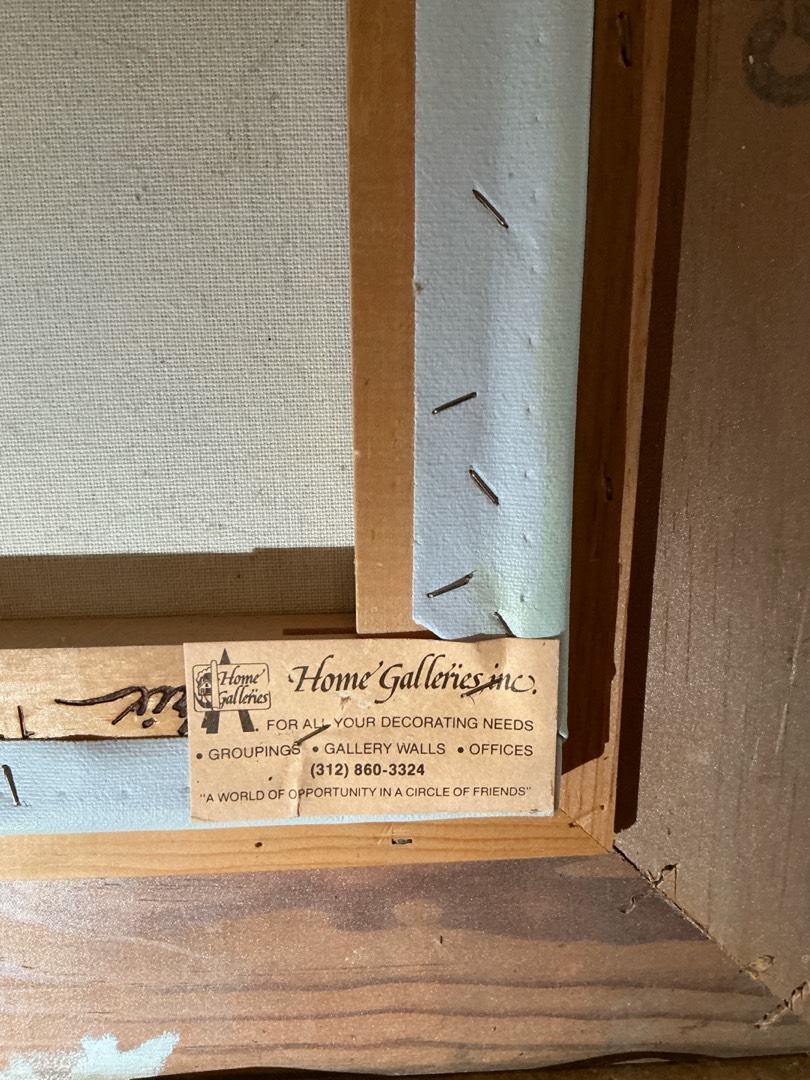 Home Galleries
Home Galleries inc.
FOR ALL YOUR DECORATING NEEDS
• GROUPINGS • GALLERY WALLS • OFFICES
(312) 860-3324
"A WORLD OF OPPORTUNITY IN A CIRCLE OF FRIENDS"